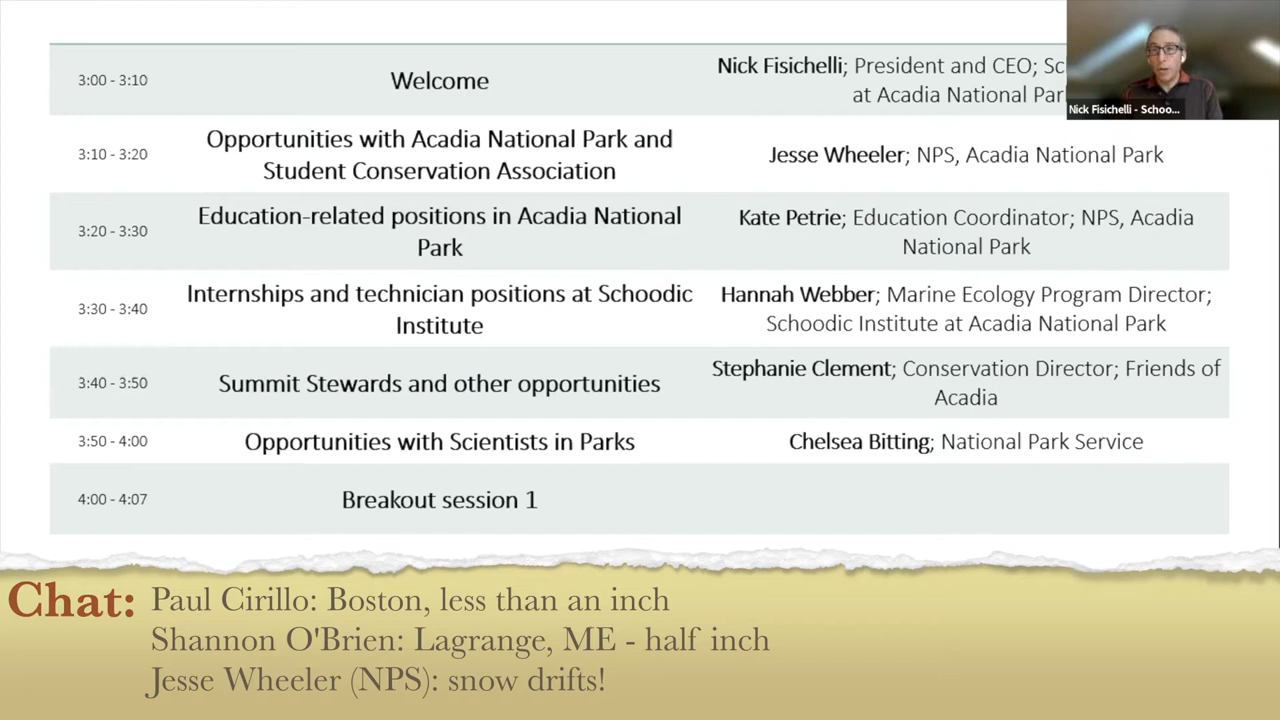 3:00 - 3:10
Welcome
Nick Fisichelli; President and CEO; Sc
at Acadia National Par
Nick Fisichelli - Schoo...
3:10 - 3:20
Opportunities with Acadia National Park and
Student Conservation Association
Jesse Wheeler; NPS, Acadia National Park
3:20 - 3:30
Education-related positions in Acadia National
Park
Kate Petrie; Education Coordinator; NPS, Acadia
National Park
3:30 - 3:40
Internships and technician positions at Schoodic
Institute
Hannah Webber; Marine Ecology Program Director;
Schoodic Institute at Acadia National Park
3:40 - 3:50
Summit Stewards and other opportunities
Stephanie Clement; Conservation Director; Friends of
Acadia
3:50 - 4:00
Opportunities with Scientists in Parks
Chelsea Bitting; National Park Service
4:00 - 4:07
Breakout session 1
Chat: Paul Cirillo: Boston, less than an inch
Shannon O'Brien: Lagrange, ME - half inch
Jesse Wheeler (NPS): snow drifts!